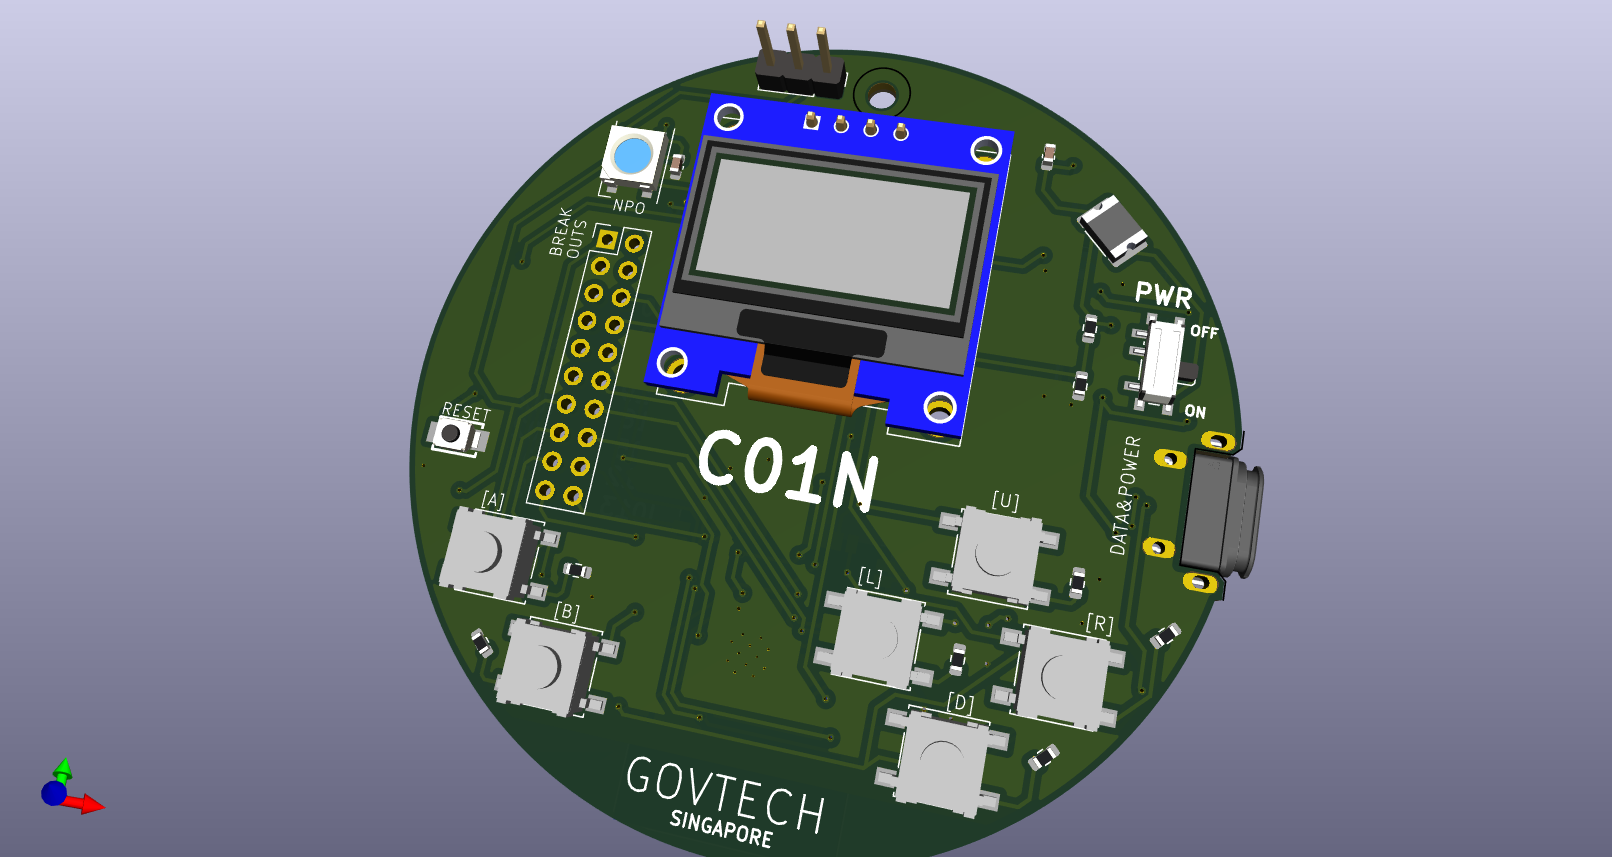 NPO
BREAK
OUTS
PWR
OFF
ON
RESET
C01N
DATA&POWER
[A]
[U]
[L]
[B]
[R]
[D]
GOVTECH
SINGAPORE